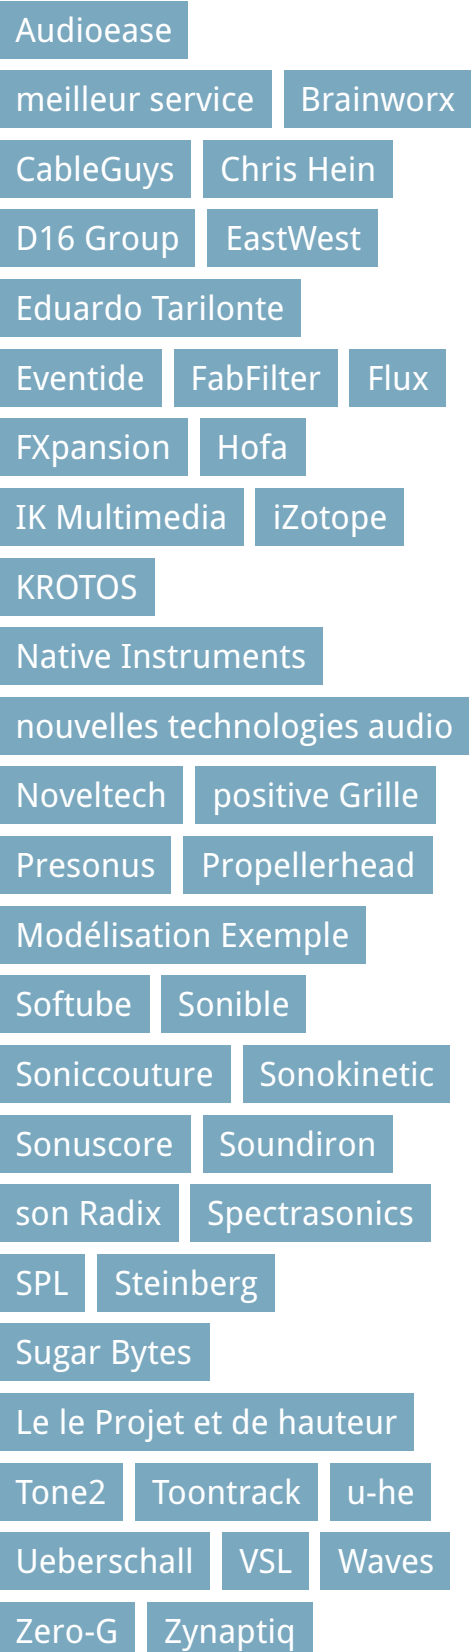 Audioease
meilleur service Brainworx
CableGuys Chris Hein
D16 Group EastWest
Eduardo Tarilonte
Eventide FabFilter Flux
FXpansion Hofa
IK Multimedia iZotope
KROTOS
Native Instruments
nouvelles technologies audio
Noveltech positive Grille
Presonus Propellerhead
Modélisation Exemple
Softube Sonible
Soniccouture Sonokinetic
Sonuscore Soundiron
son Radix Spectrasonics
SPL Steinberg
Sugar Bytes
Le le Projet et de hauteur
Tone2 Toontrack u-he
Ueberschall VSL Waves
Zero-G Zynaptiq